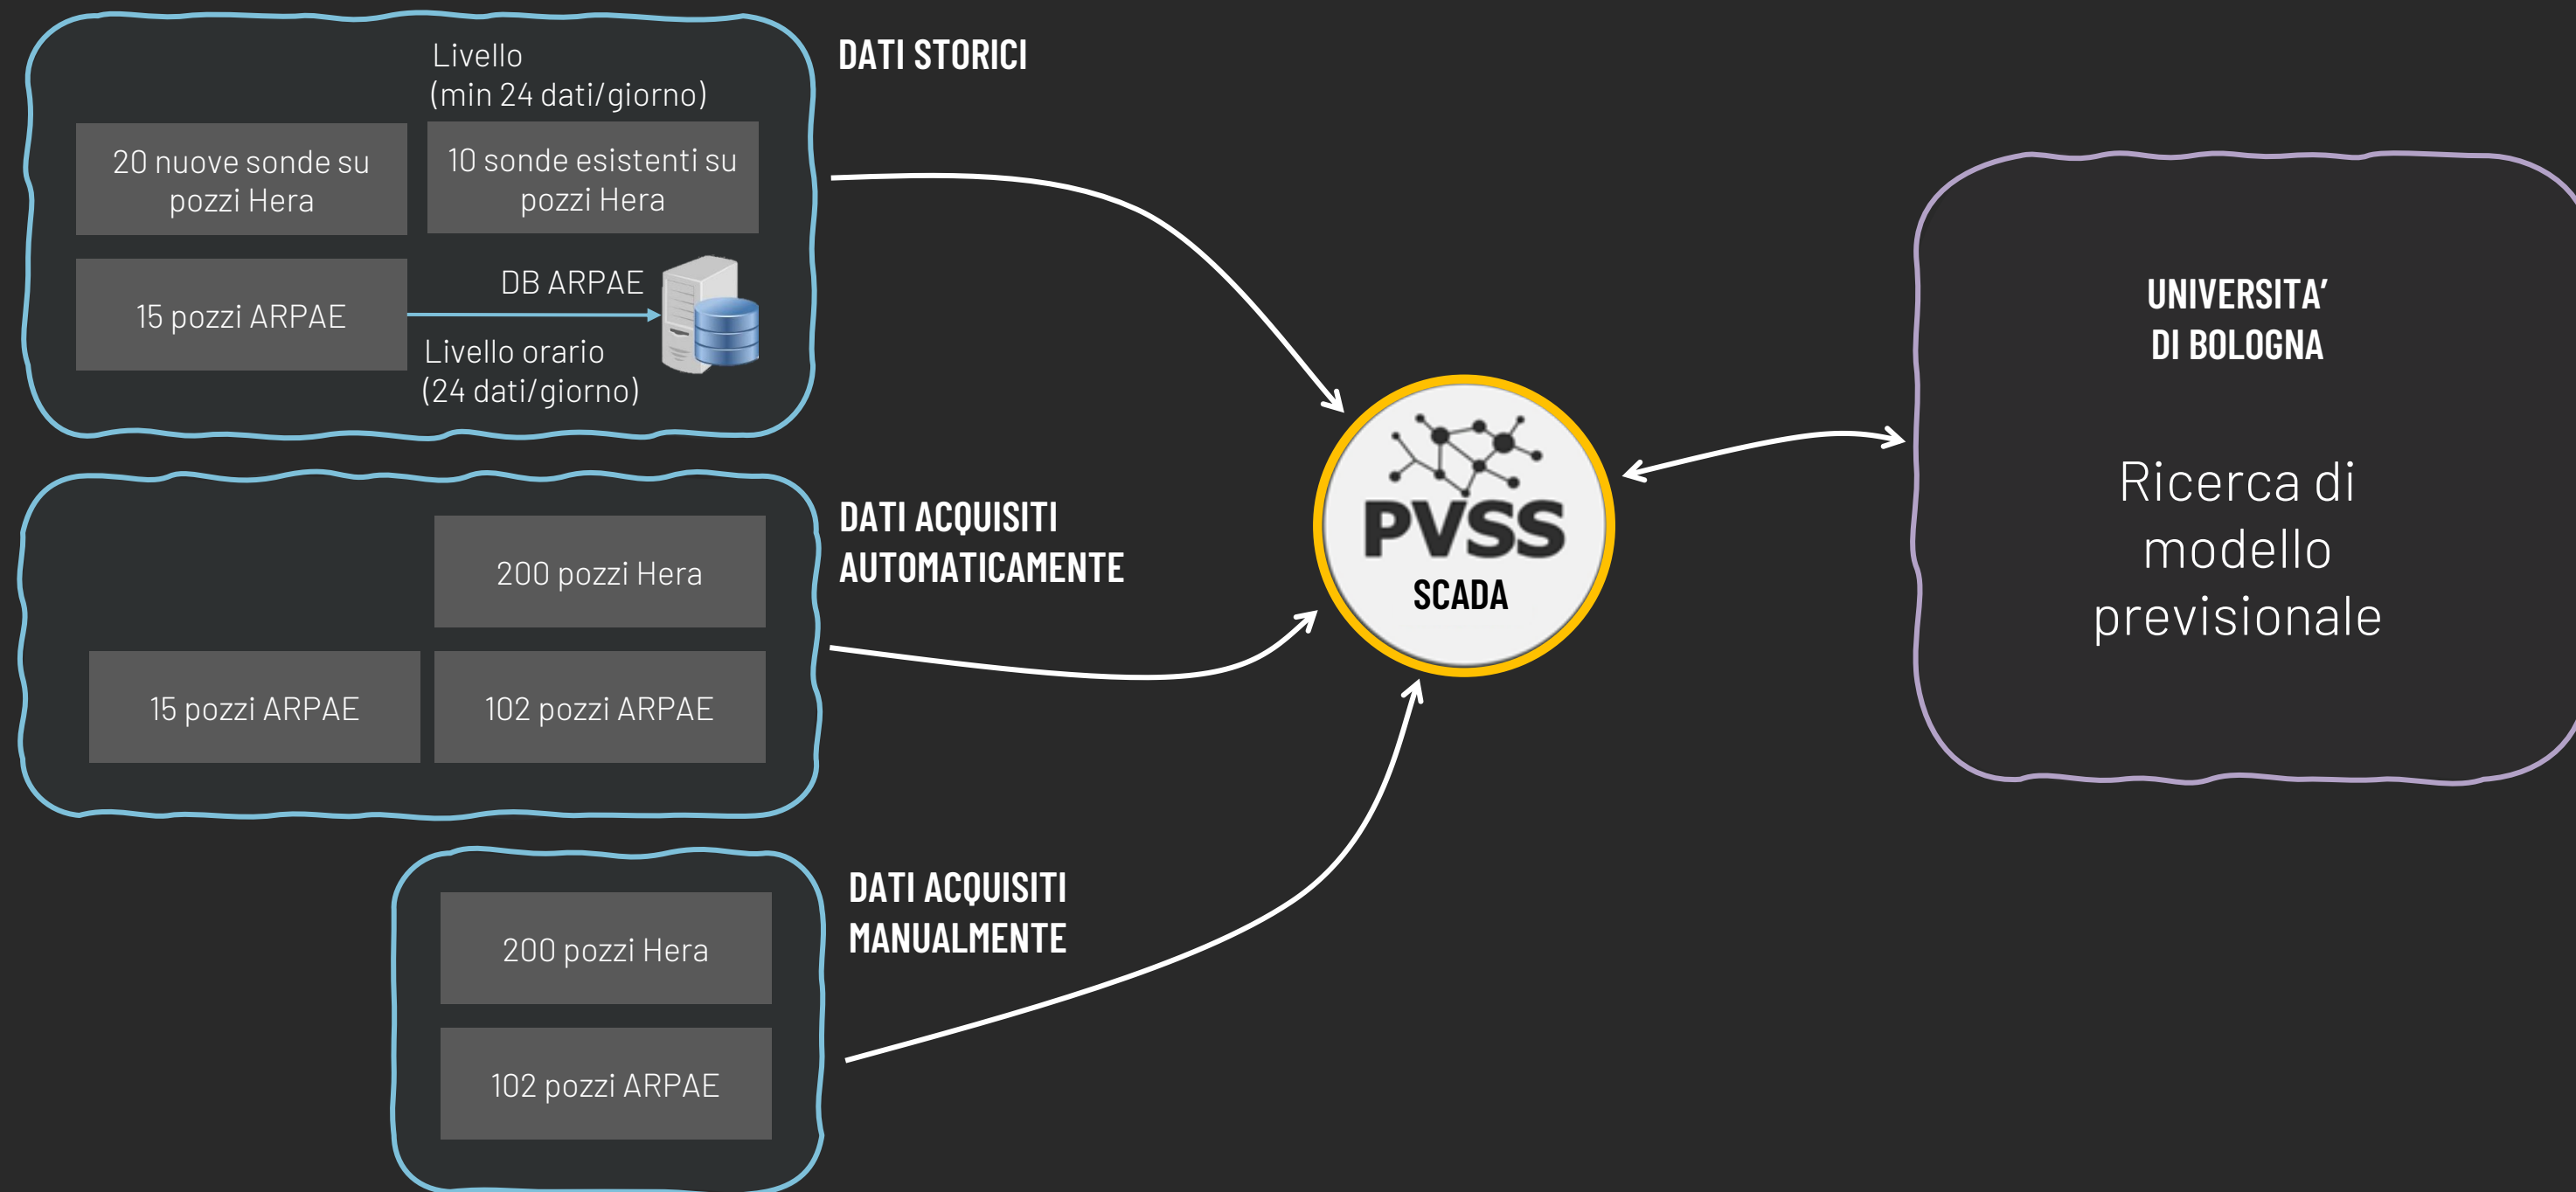 DATI STORICI
Livello
(min 24 dati/giorno)
20 nuove sonde su
pozzi Hera
10 sonde esistenti su
pozzi Hera
15 pozzi ARPAE
DB ARPAE
Livello orario
(24 dati/giorno)
DATI ACQUISITI
AUTOMATICAMENTE
200 pozzi Hera
15 pozzi ARPAE
102 pozzi ARPAE
DATI ACQUISITI
MANUALMENTE
200 pozzi Hera
102 pozzi ARPAE
PVSS
SCADA
UNIVERSITA’
DI BOLOGNA
Ricerca di
modello
previsionale